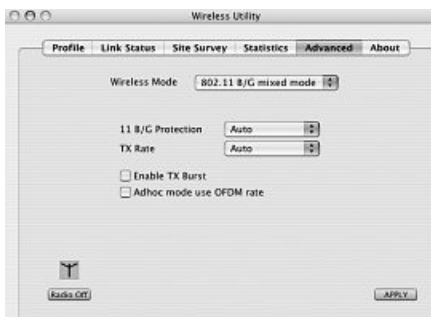 Wireless Utility
Profile Link Status Site Survey Statistics Advanced About
Wireless Mode 802.11 B/G mixed mode
11 B/G Protection Auto
TX Rate Auto
Enable TX Burst
Adhoc mode use OFDM rate
Radio Off
APPLY